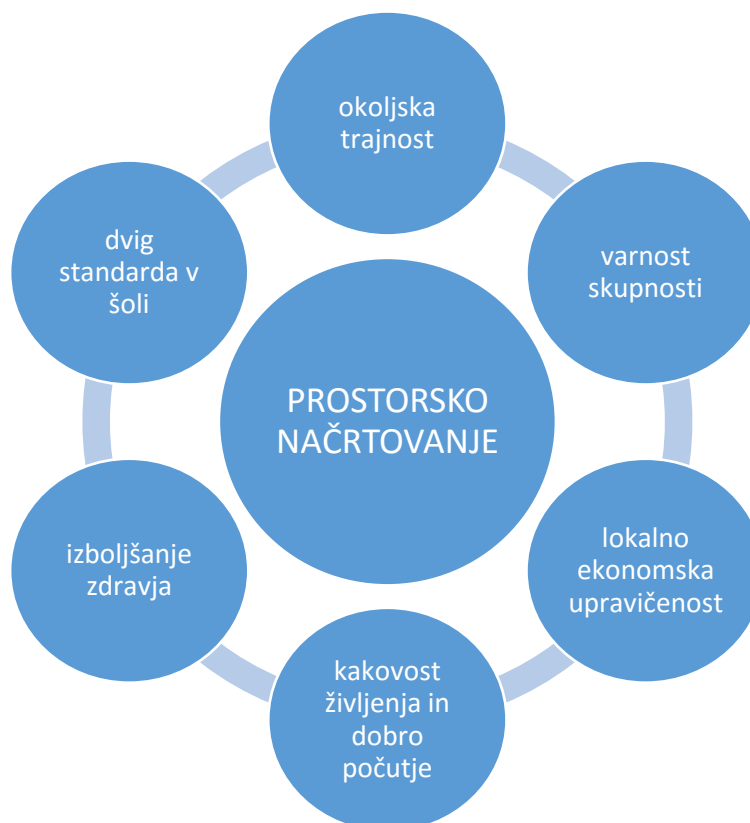 okoljska
trajnost
varnost
skupnosti
lokalno
ekonomska
upravičenost
kakovost
življenja in
dobro
počutje
izboljšanje
zdravja
dvig
standarda v
šoli
PROSTORSKO
NAČRTOVANJE